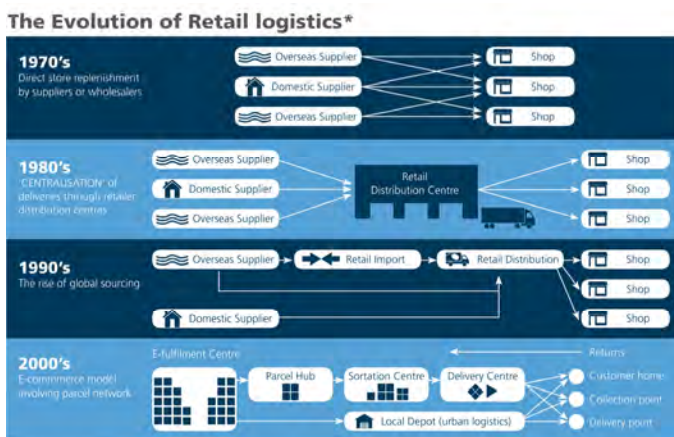 The Evolution of Retail logistics*
1970's
Direct store replenishment
by suppliers or wholesalers
Overseas Supplier
Shop
Domestic Supplier
Shop
Overseas Supplier
Shop
1980's
'CENTRALISATION' of
deliveries through retailer
distribution centres
Overseas Supplier
Domestic Supplier
Overseas Supplier
Retail
Distribution Centre
Shop
Shop
Shop
1990's
The rise of global sourcing
Overseas Supplier
Retail Import
Retail Distribution
Shop
Shop
Domestic Supplier
Shop
2000's
E-commerce model
involving parcel network
E-fulfilment Centre
Parcel Hub
Sortation Centre
Delivery Centre
Local Depot (urban logistics)
Returns
Customer home
Collection point
Delivery point